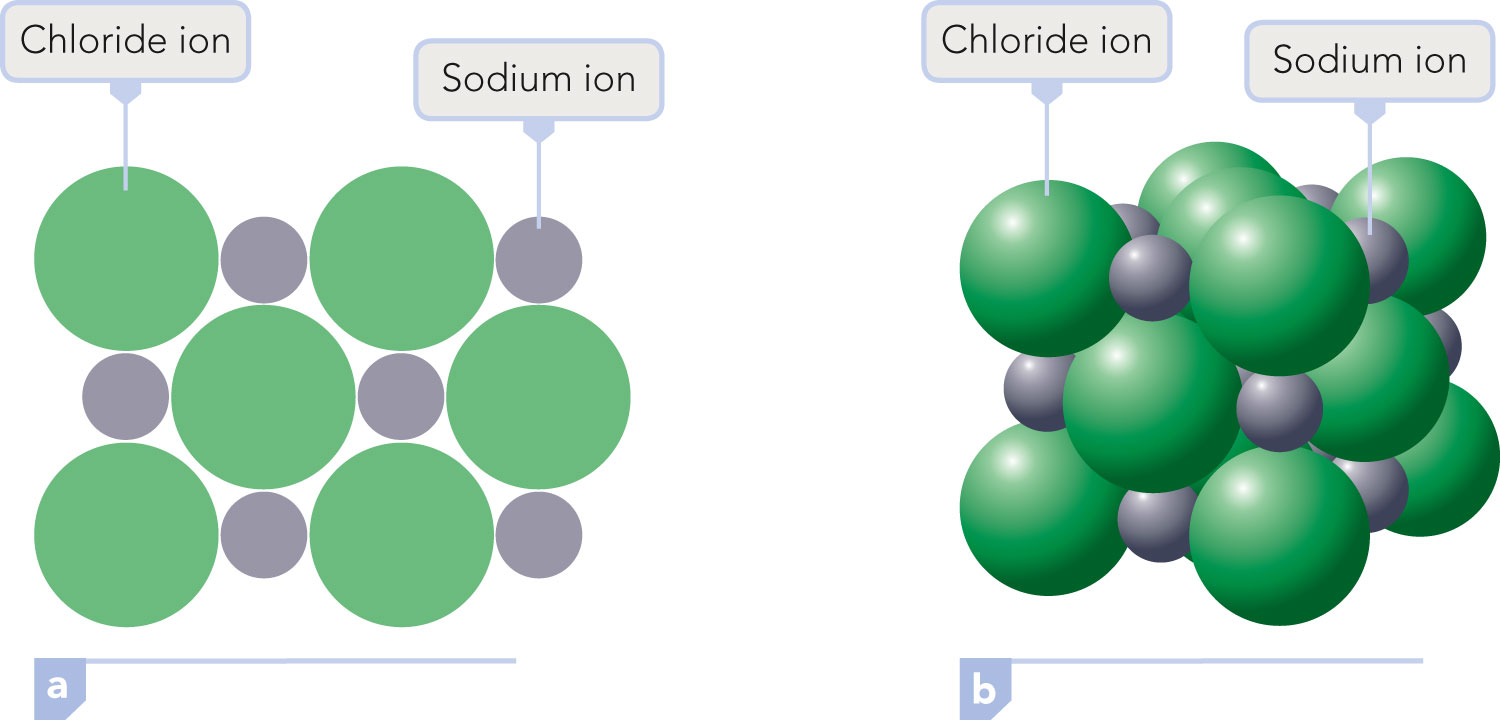 Chloride ion
Sodium ion
a
Chloride ion
Sodium ion
b